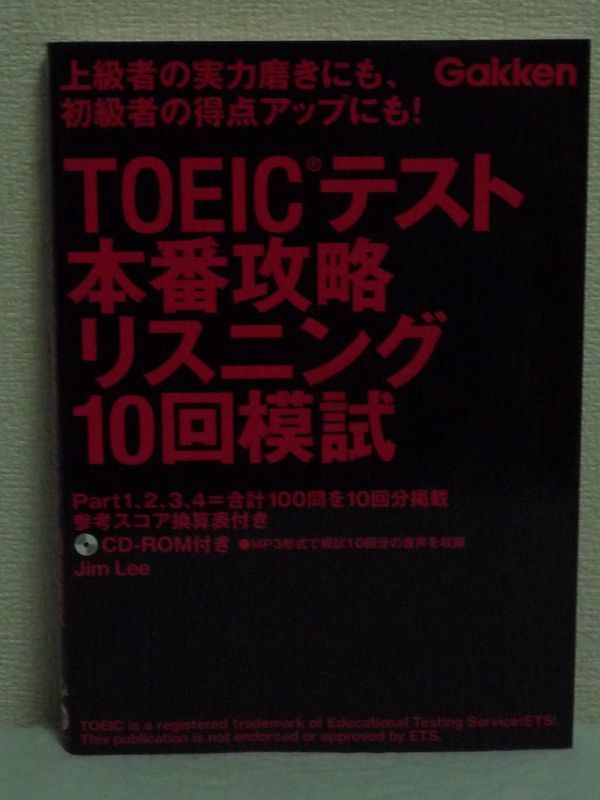 上級者の実力磨きにも、
Gakken
初級者の得点アップにも!
TOEIC®テスト
本番攻略
リスニング
10回模試
Part1、2、3、4=合計100問を10回分掲載
参考スコア換算表付き
CD-ROM付き ●MP3形式で模試10回分の音声を収録
Jim Lee
TOEIC is a registered trademark of Educational Testing Service(ETS).
This publication is not endorsed or approved by ETS.